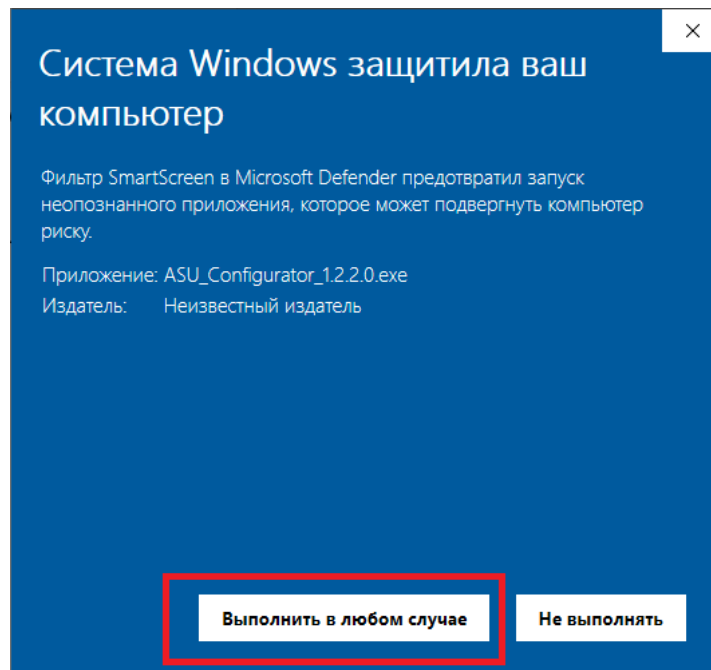 Система Windows защитила ваш
компьютер
Фильтр SmartScreen в Microsoft Defender предотвратил запуск
неопознанного приложения, которое может подвергнуть компьютер
риску.
Приложение: ASU_Configurator_1.2.2.0.exe
Издатель: Неизвестный издатель
Выполнить в любом случае Не выполнять